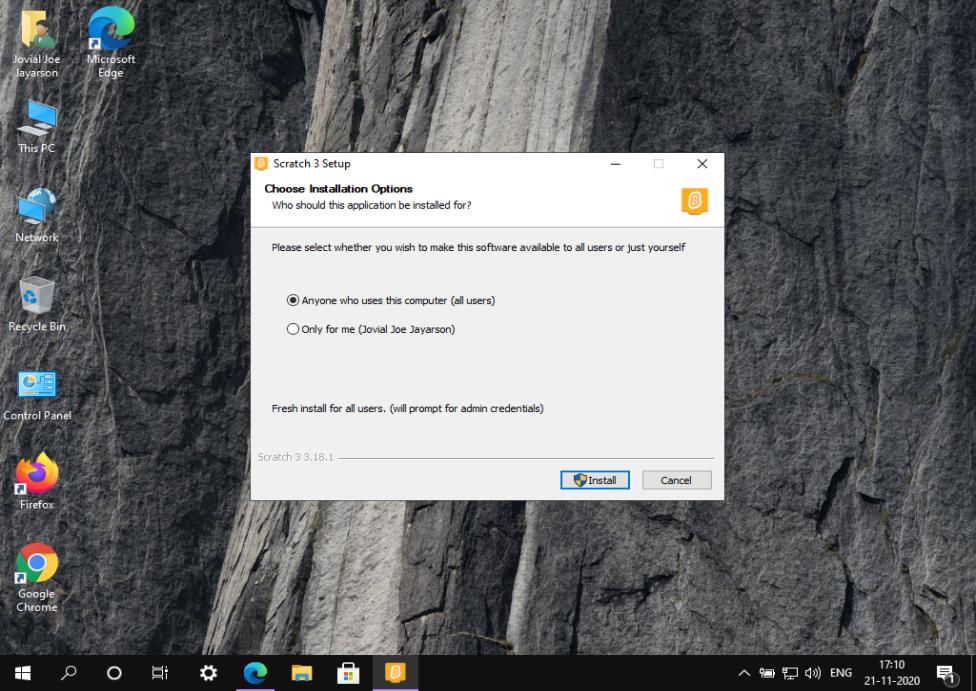 Jovial Joe
Jayarson
Microsoft
Edge
This PC
Network
Recycle Bin
Control Panel
Firefox
Google
Chrome
Scratch 3 Setup
Choose Installation Options
Who should this application be installed for?
Please select whether you wish to make this software available to all users or just yourself
Anyone who uses this computer (all users)
Only for me (Jovial Joe Jayarson)
Fresh install for all users. (will prompt for admin credentials)
Scratch 3 3.18.1
Install
Cancel
ENG
17:10
21-11-2020
1